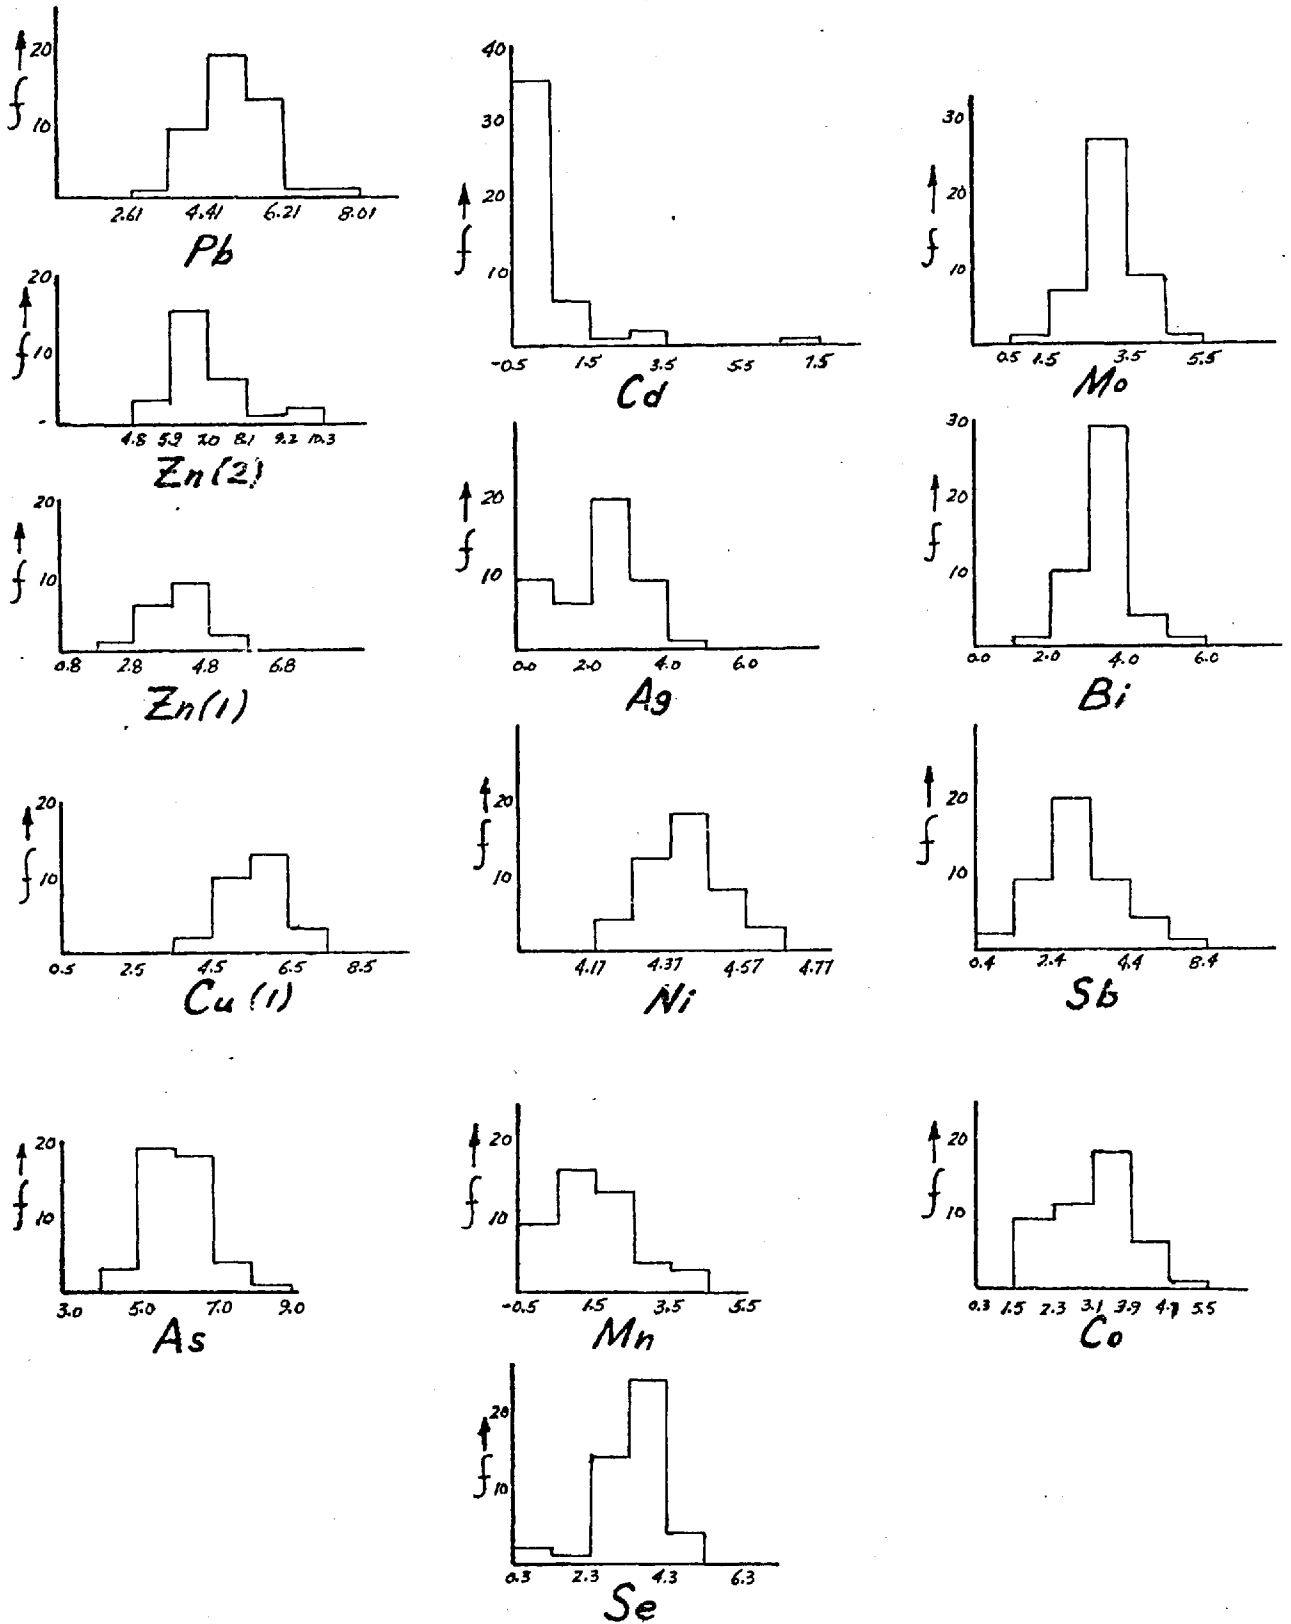 f
20
10
2.61 4.41 6.21 8.01
Pb
f
20
10
4.8 5.9 7.0 8.1 9.2 10.3
Zn(2)
f
20
10
0.8 2.8 4.8 6.8
Zn(1)
f
20
10
0.5 2.5 4.5 6.5 8.5
Cu(1)
f
20
10
3.0 5.0 7.0 9.0
As
f
40
30
20
10
-0.5 1.5 3.5 5.5 7.5
Cd
f
20
10
0.0 2.0 4.0 6.0
Ag
f
20
10
4.17 4.37 4.57 4.77
Ni
f
20
10
-0.5 1.5 3.5 5.5
Mn
f
20
10
0.3 2.3 4.3 6.3
Se
f
30
20
10
0.5 1.5 3.5 5.5
Mo
f
30
20
10
0.0 2.0 4.0 6.0
Bi
f
20
10
0.4 2.4 4.4 8.4
Sb
f
20
10
0.3 1.5 2.3 3.1 3.9 4.7 5.5
Co